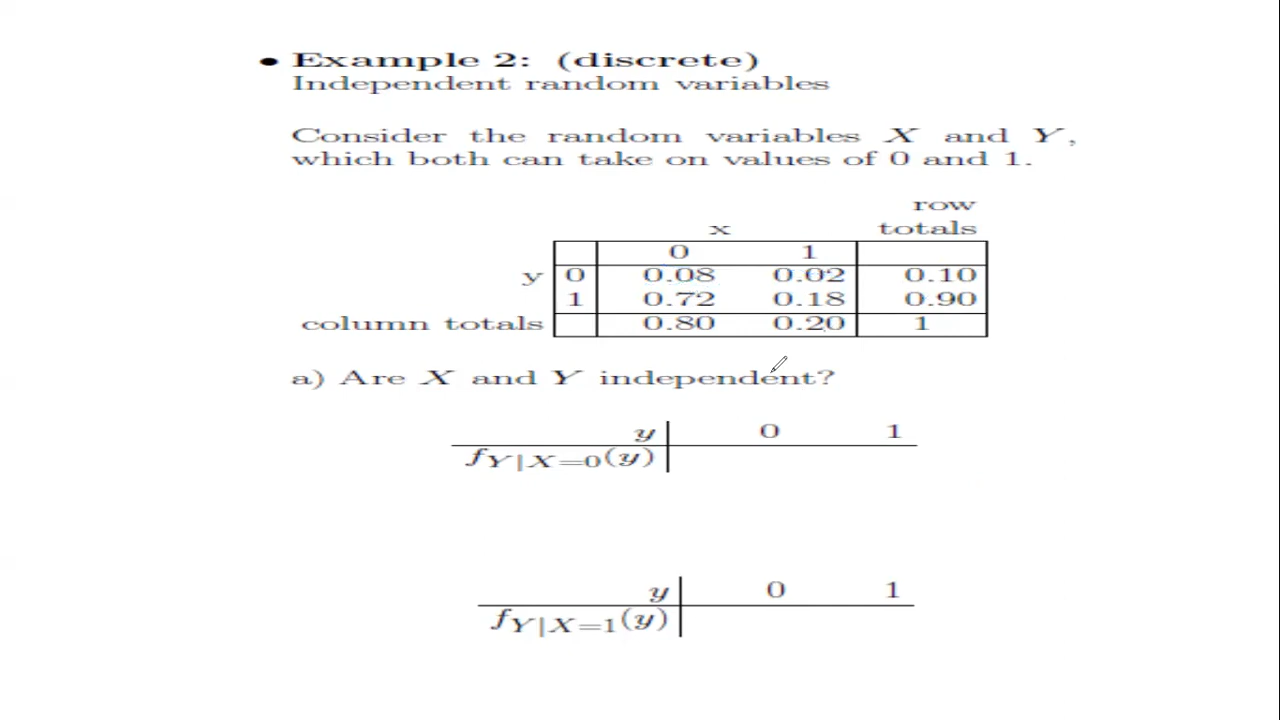 • Example 2: (discrete)
Independent random variables
Consider the random variables X and Y,
which both can take on values of 0 and 1.
row
x totals
0 1
y 0 0.08 0.02 0.10
1 0.72 0.18 0.90
column totals 0.80 0.20 1
a) Are X and Y independent?
y 0 1
f_{Y|X=0}(y)
y 0 1
f_{Y|X=1}(y)